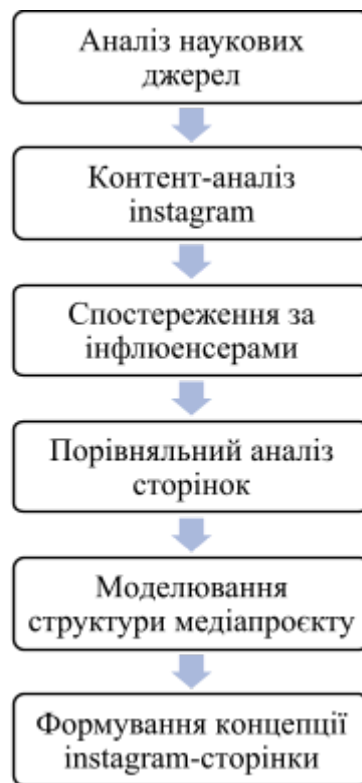 Аналіз наукових
джерел
Контент-аналіз
instagram
Спостереження за
інфлюенсерами
Порівняльний аналіз
сторінок
Моделювання
структури медіапроєкту
Формування концепції
instagram-сторінки